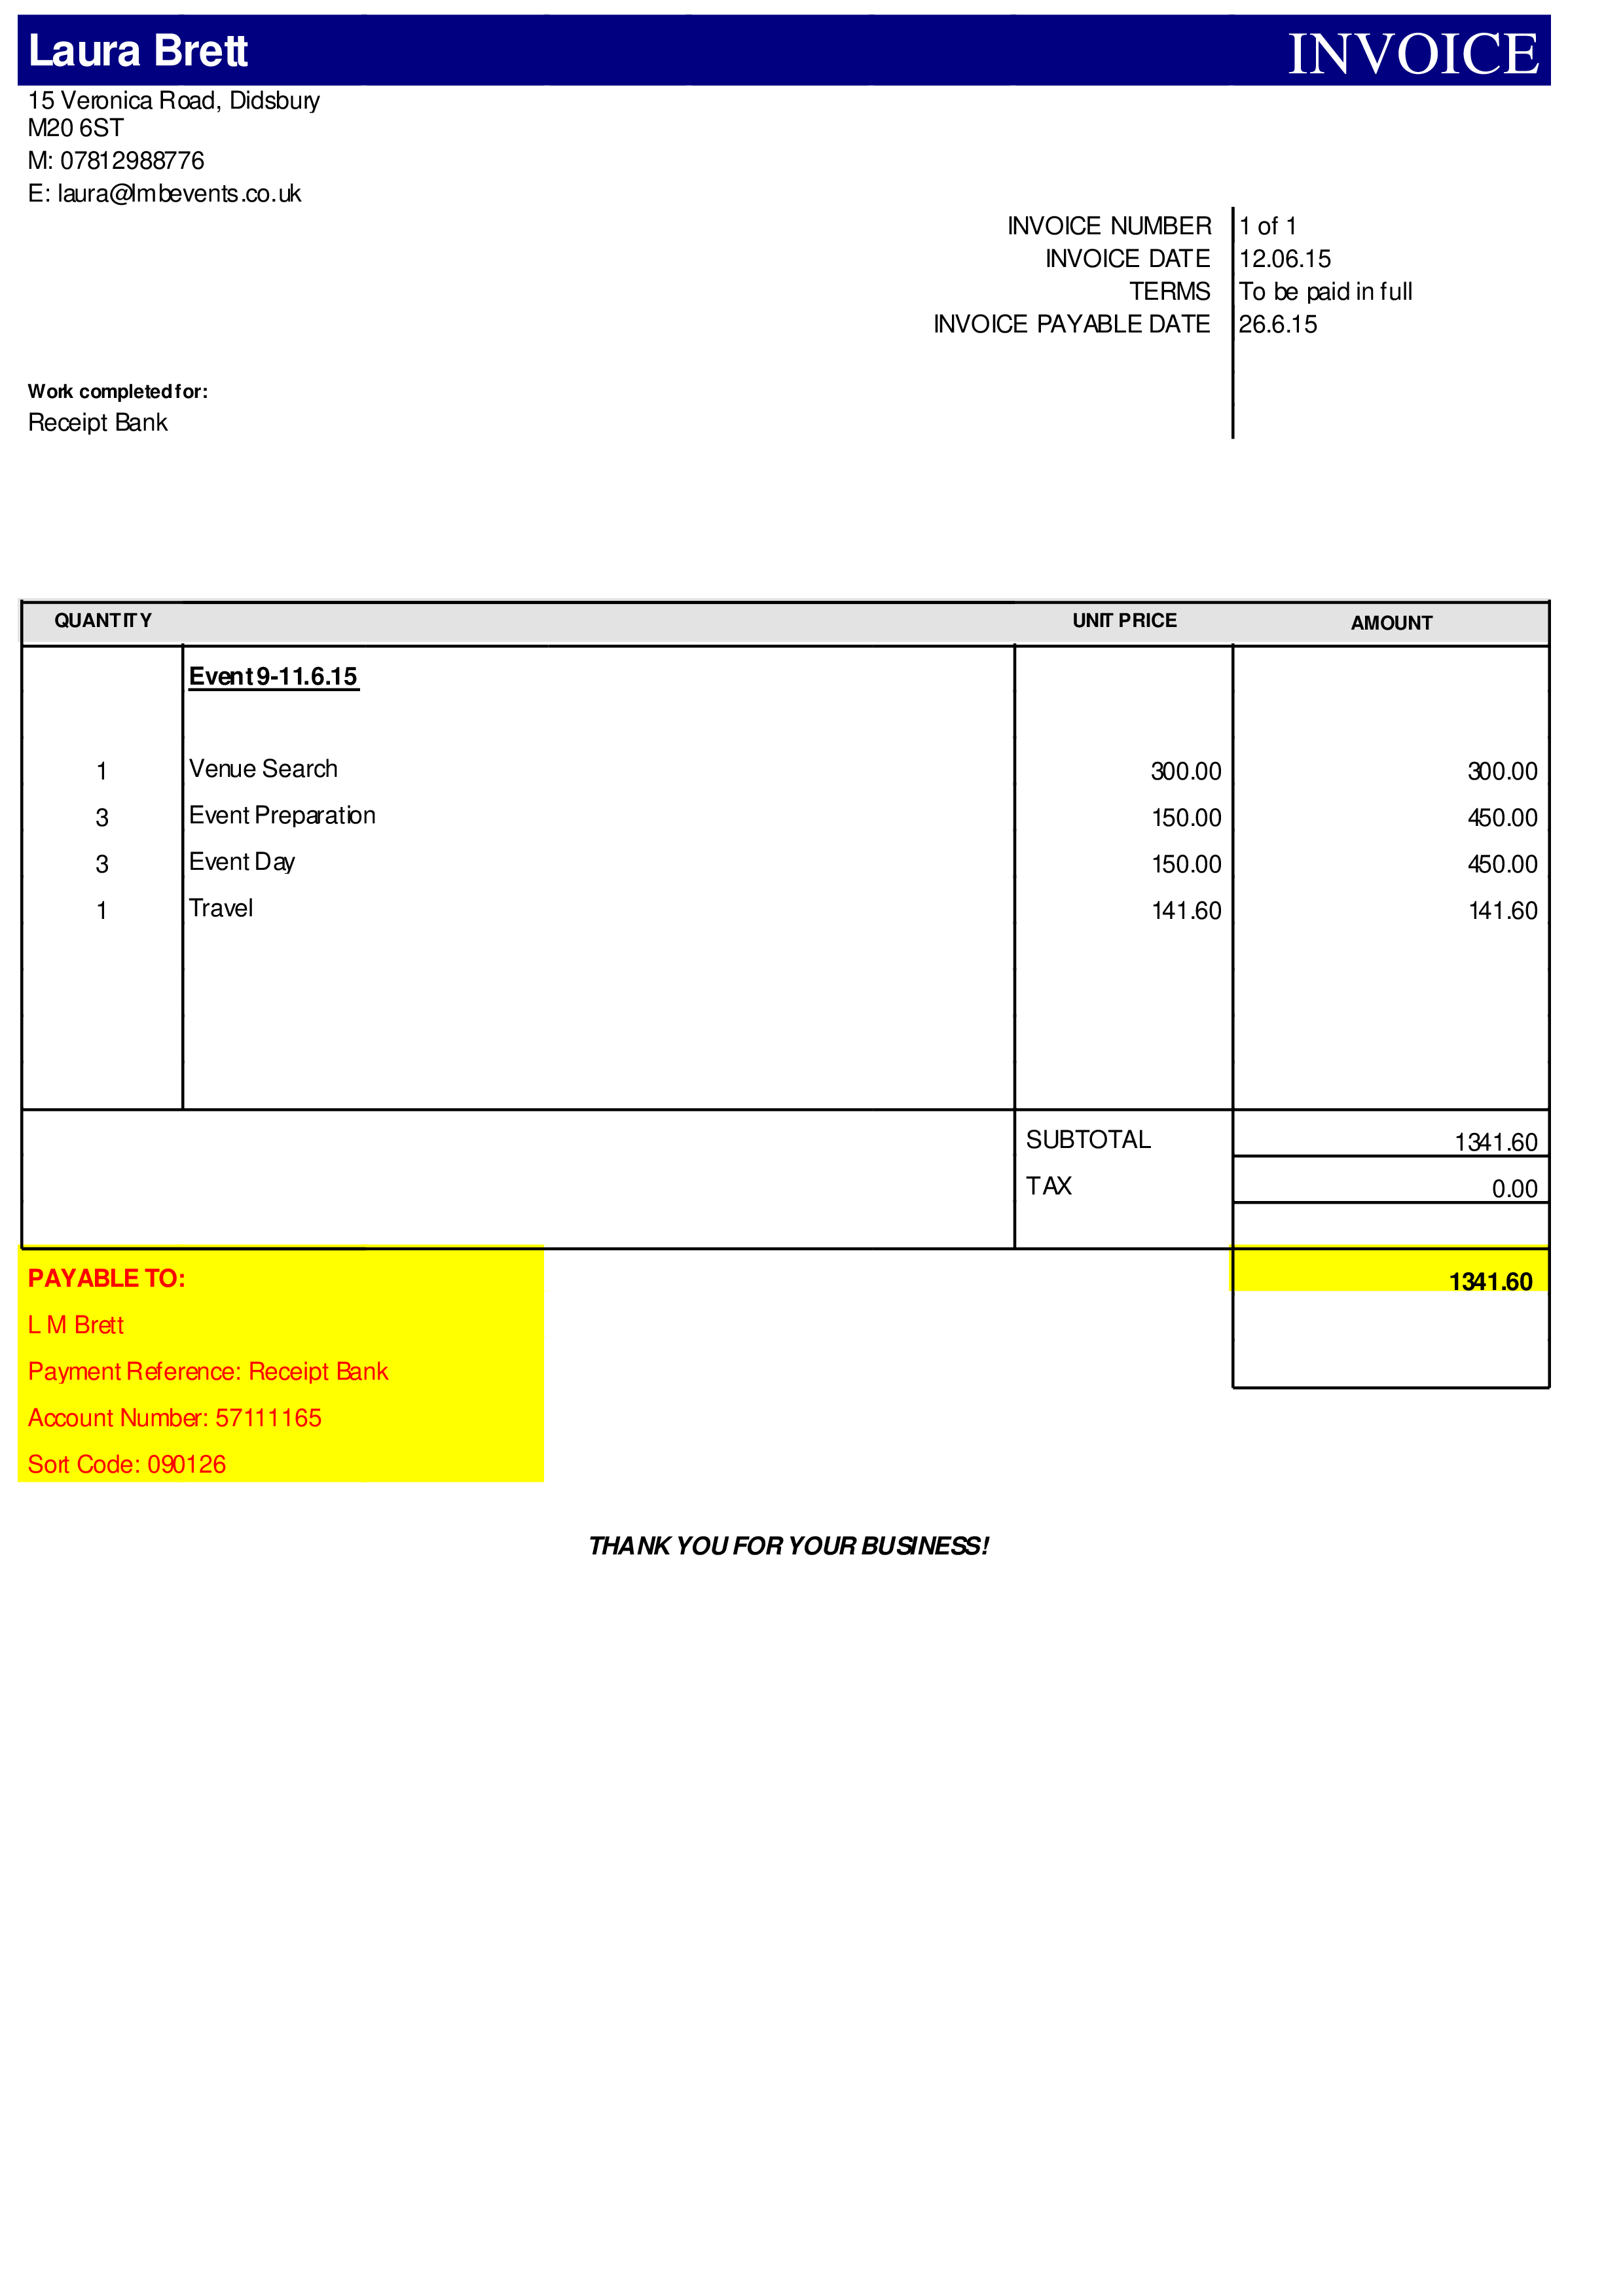 Laura Brett INVOICE
15 Veronica Road, Didsbury
M20 6ST
M: 07812988776
E: laura@lmbevents.co.uk
INVOICE NUMBER 1 of 1
INVOICE DATE 12.06.15
TERMS To be paid in full
INVOICE PAYABLE DATE 26.6.15
Work completed for:
Receipt Bank
QUANTITY UNIT PRICE AMOUNT
Event 9-11.6.15
1 Venue Search 300.00 300.00
3 Event Preparation 150.00 450.00
3 Event Day 150.00 450.00
1 Travel 141.60 141.60
SUBTOTAL 1341.60
TAX 0.00
PAYABLE TO: 1341.60
L M Brett
Payment Reference: Receipt Bank
Account Number: 57111165
Sort Code: 090126
THANK YOU FOR YOUR BUSINESS!